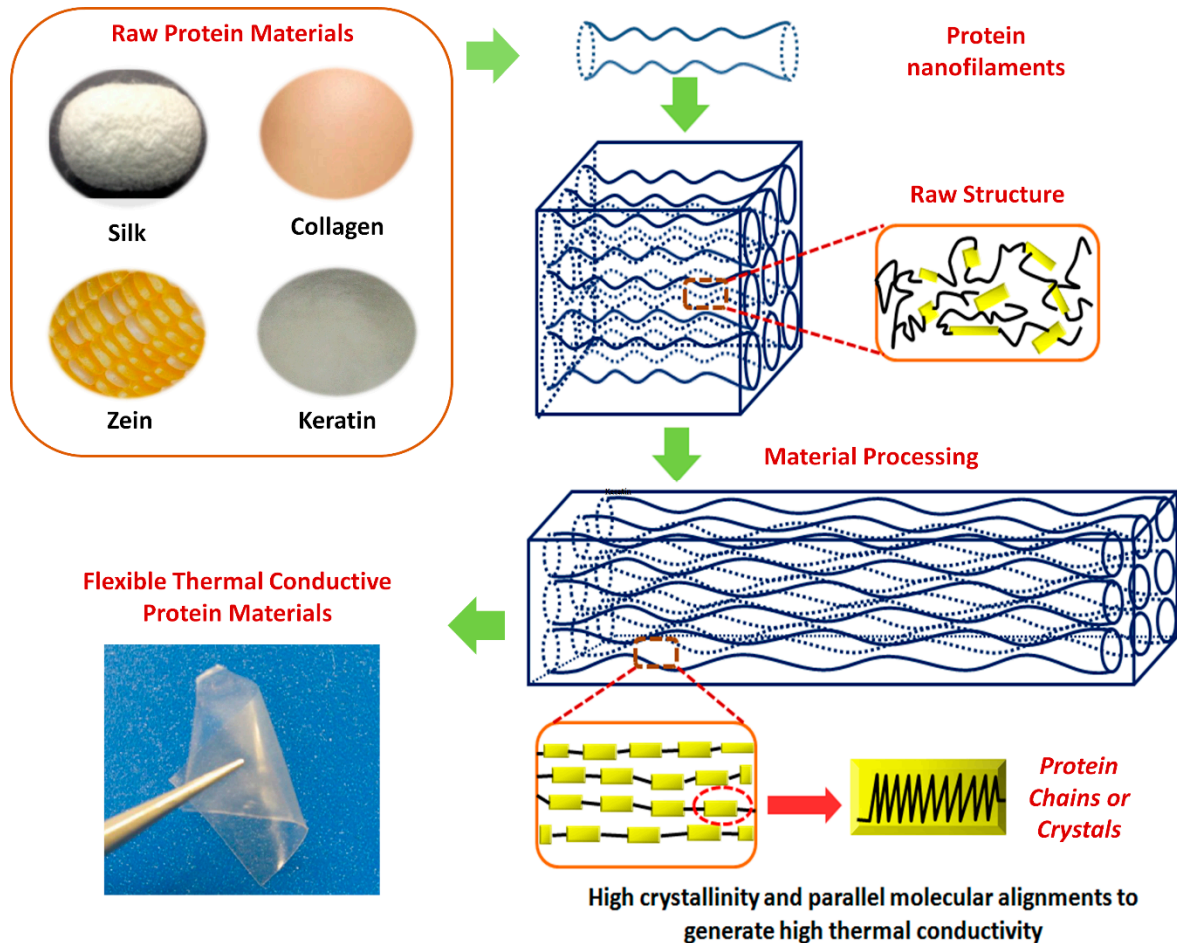 Raw Protein Materials
Silk
Collagen
Zein
Keratin
Protein
nanofilaments
Raw Structure
Material Processing
Keratin
Flexible Thermal Conductive
Protein Materials
Protein
Chains or
Crystals
High crystallinity and parallel molecular alignments to
generate high thermal conductivity